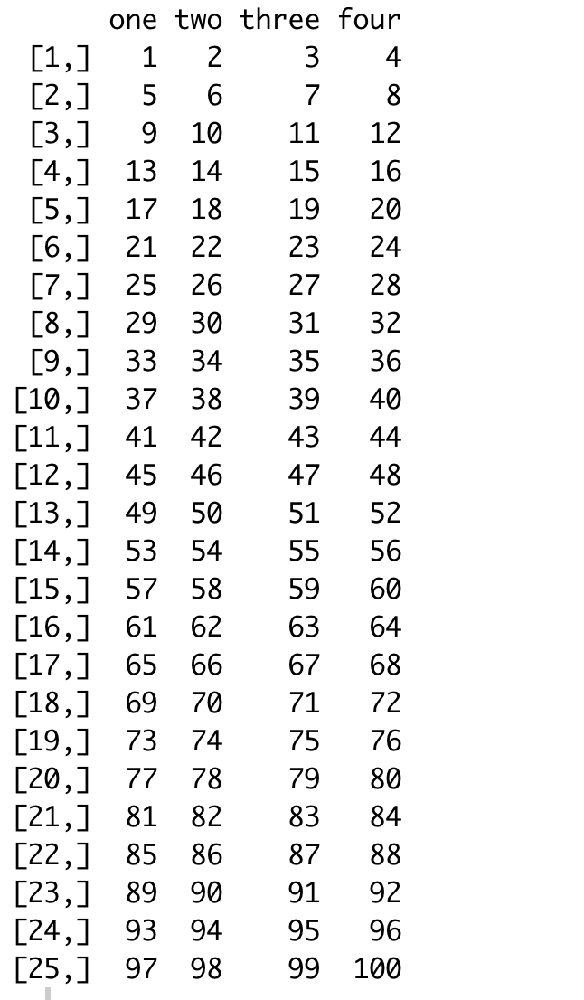 one two three four
[1,] 1 2 3 4
[2,] 5 6 7 8
[3,] 9 10 11 12
[4,] 13 14 15 16
[5,] 17 18 19 20
[6,] 21 22 23 24
[7,] 25 26 27 28
[8,] 29 30 31 32
[9,] 33 34 35 36
[10,] 37 38 39 40
[11,] 41 42 43 44
[12,] 45 46 47 48
[13,] 49 50 51 52
[14,] 53 54 55 56
[15,] 57 58 59 60
[16,] 61 62 63 64
[17,] 65 66 67 68
[18,] 69 70 71 72
[19,] 73 74 75 76
[20,] 77 78 79 80
[21,] 81 82 83 84
[22,] 85 86 87 88
[23,] 89 90 91 92
[24,] 93 94 95 96
[25,] 97 98 99 100